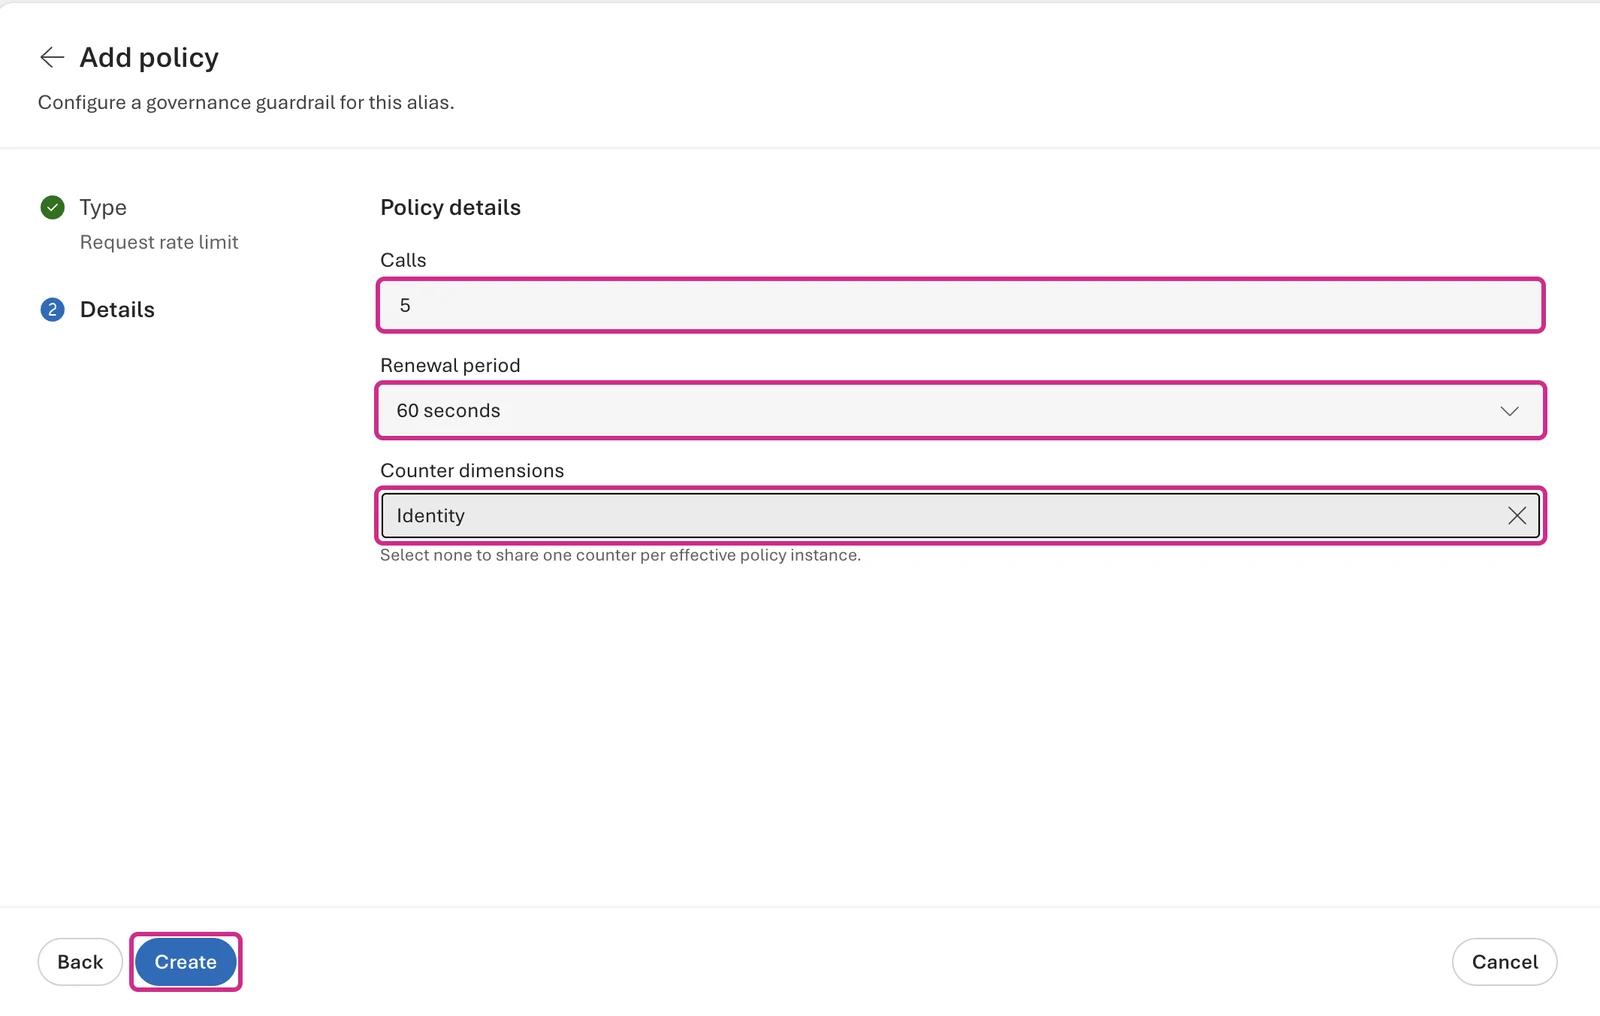 Add policy
Configure a governance guardrail for this alias.
Type
Request rate limit
2 Details
Policy details
Calls
5
Renewal period
60 seconds
Counter dimensions
Identity
Select none to share one counter per effective policy instance.
Back
Create
Cancel